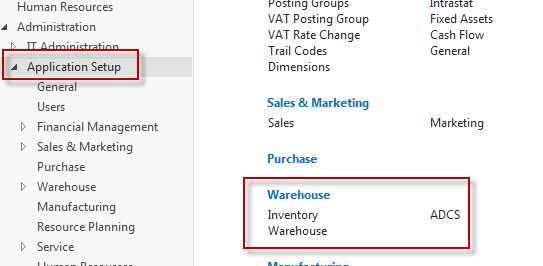 Human Resources
Administration
IT Administration
Application Setup
General
Users
Financial Management
Sales & Marketing
Purchase
Warehouse
Manufacturing
Resource Planning
Service
Human Resources
Posting Groups Intrastat
VAT Posting Group Fixed Assets
VAT Rate Change Cash Flow
Trail Codes General
Dimensions
Sales & Marketing
Sales Marketing
Purchase
Warehouse
Inventory ADCS
Warehouse
Manufacturing